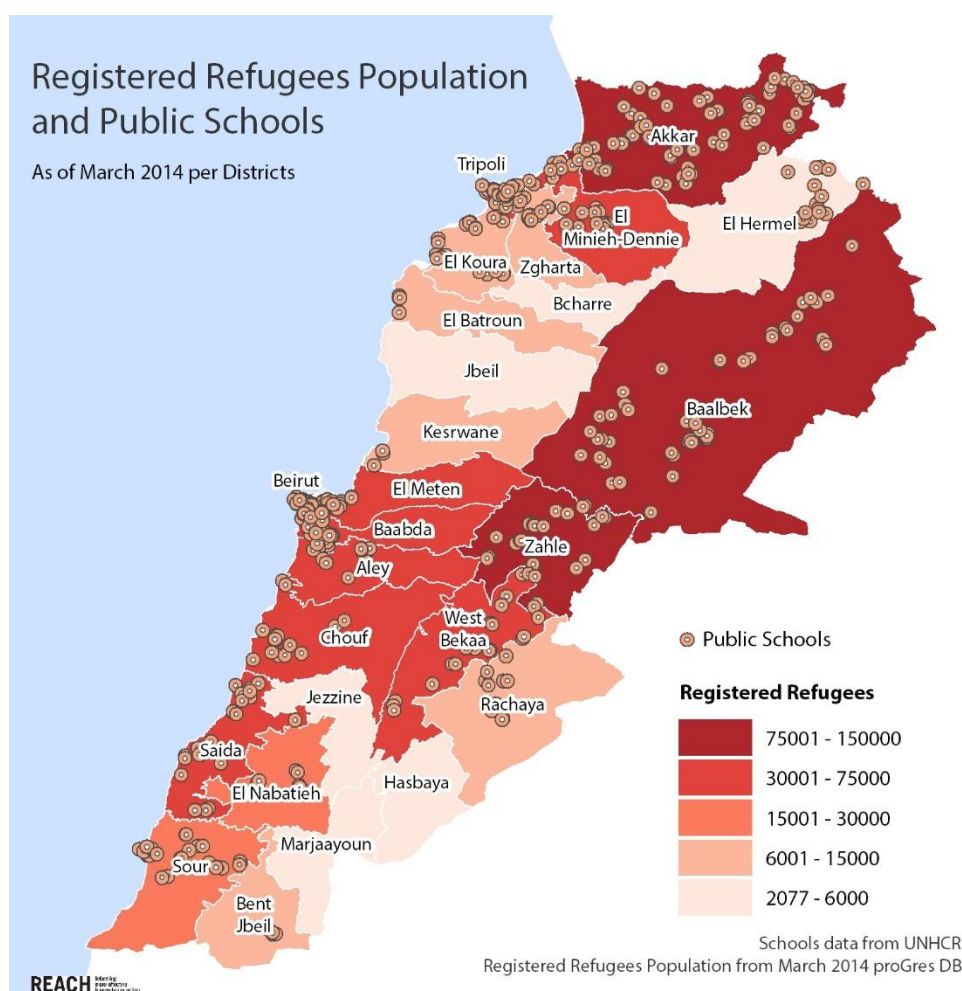 Registered Refugees Population
and Public Schools
As of March 2014 per Districts
Tripoli
Akkar
El
Minieh-Dennie
El Hermel
El Koura
Zgharta
Bcharre
El Batroun
Jbeil
Baalbek
Kesrwane
Beirut
El Meten
Baabda
Zahle
Aley
West
Bekaa
Chouf
Jezzine
Rachaya
Saida
El Nabatieh
Hasbaya
Marjaayoun
Sour
Bent
Jbeil
Public Schools
Registered Refugees
75001 - 150000
30001 - 75000
15001 - 30000
6001 - 15000
2077 - 6000
Schools data from UNHCR
Registered Refugees Population from March 2014 proGres DB
REACH